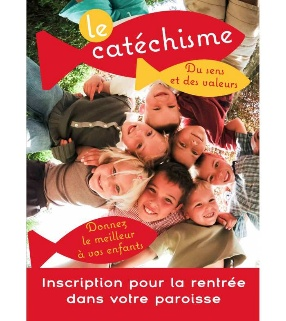 le
catéchisme
Du sens
et des valeurs
Donnez
le meilleur
à vos enfants
Inscription pour la rentrée
dans votre paroisse